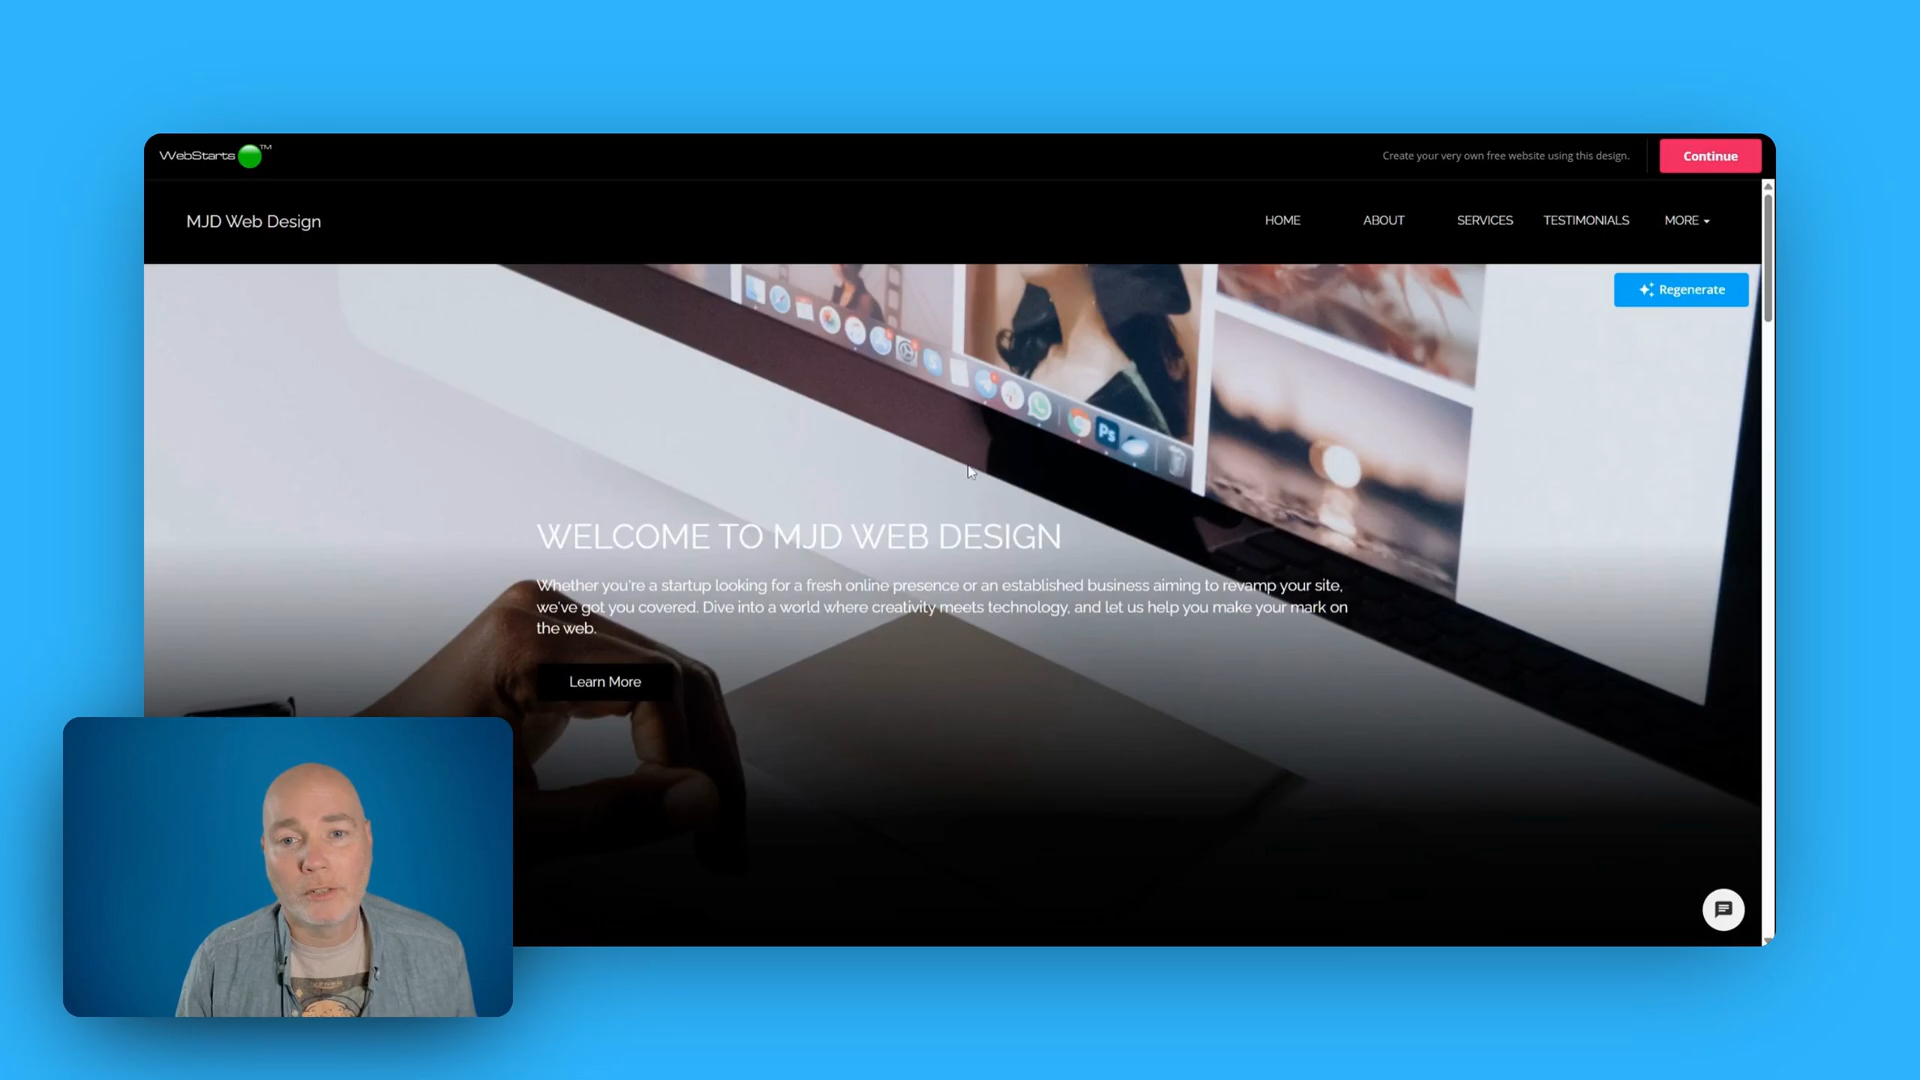 WebStarts™
Create your very own free website using this design.
Continue
MJD Web Design
HOME
ABOUT
SERVICES
TESTIMONIALS
MORE
Regenerate
Ps
WELCOME TO MJD WEB DESIGN
Whether you're a startup looking for a fresh online presence or an established business aiming to revamp your site,
we've got you covered. Dive into a world where creativity meets technology, and let us help you make your mark on
the web.
Learn More